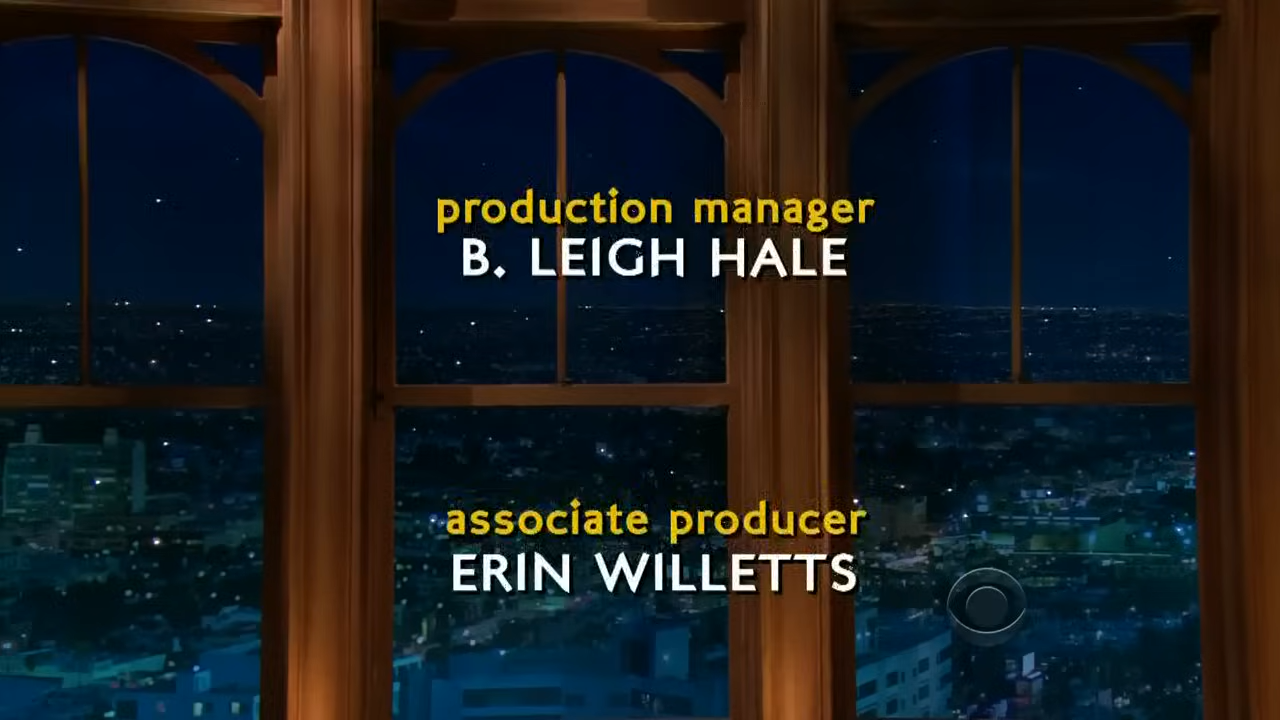 production manager
B. LEIGH HALE
associate producer
ERIN WILLETTS